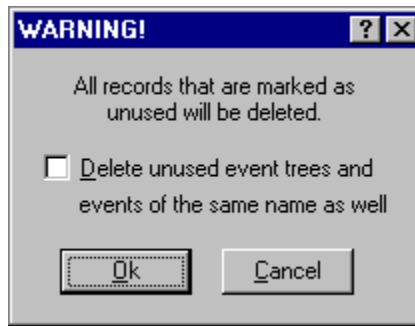 WARNING!
? X
All records that are marked as
unused will be deleted.
Delete unused event trees and
events of the same name as well
Ok Cancel